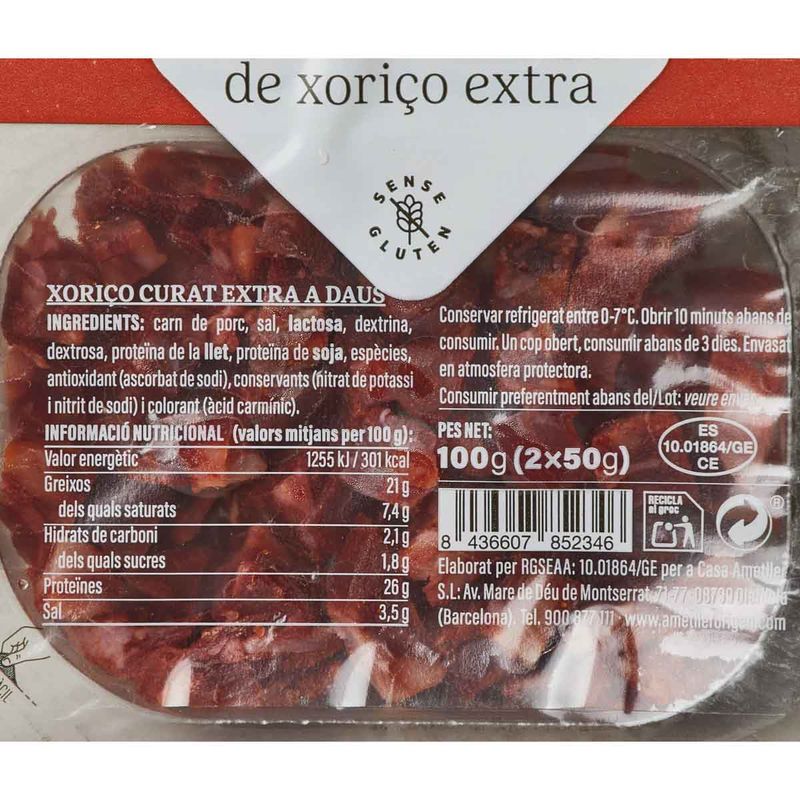 de xoriço extra
SENSE
GLUTEN
XORIÇO CURAT EXTRA A DAUS
INGREDIENTS: carn de porc, sal, lactosa, dextrina,
dextrosa, proteïna de la llet, proteïna de soja, espècies,
antioxidant (ascorbat de sodi), conservants (nitrat de potassi
i nitrit de sodi) i colorant (àcid carmínic).
INFORMACIÓ NUTRICIONAL (valors mitjans per 100 g):
Valor energètic 1255 kJ / 301 kcal
Greixos 21 g
dels quals saturats 7,4 g
Hidrats de carboni 2,1 g
dels quals sucres 1,8 g
Proteïnes 26 g
Sal 3,5 g
Conservar refrigerat entre 0-7°C. Obrir 10 minuts abans de
consumir. Un cop obert, consumir abans de 3 dies. Envasat
en atmosfera protectora.
Consumir preferentment abans del/Lot: veure
PES NET:
100g (2x50g)
ES
10.01864/GE
CE
8 436607 852346
RECICLA
al groc
Elaborat per RGSEAA: 10.01864/GE per a Casa Ametller
S.L: Av. Mare de Déu de Montserrat, 71-77 - 08730
(Barcelona). Tel. 900 877 111 www.ametllerorigen.com